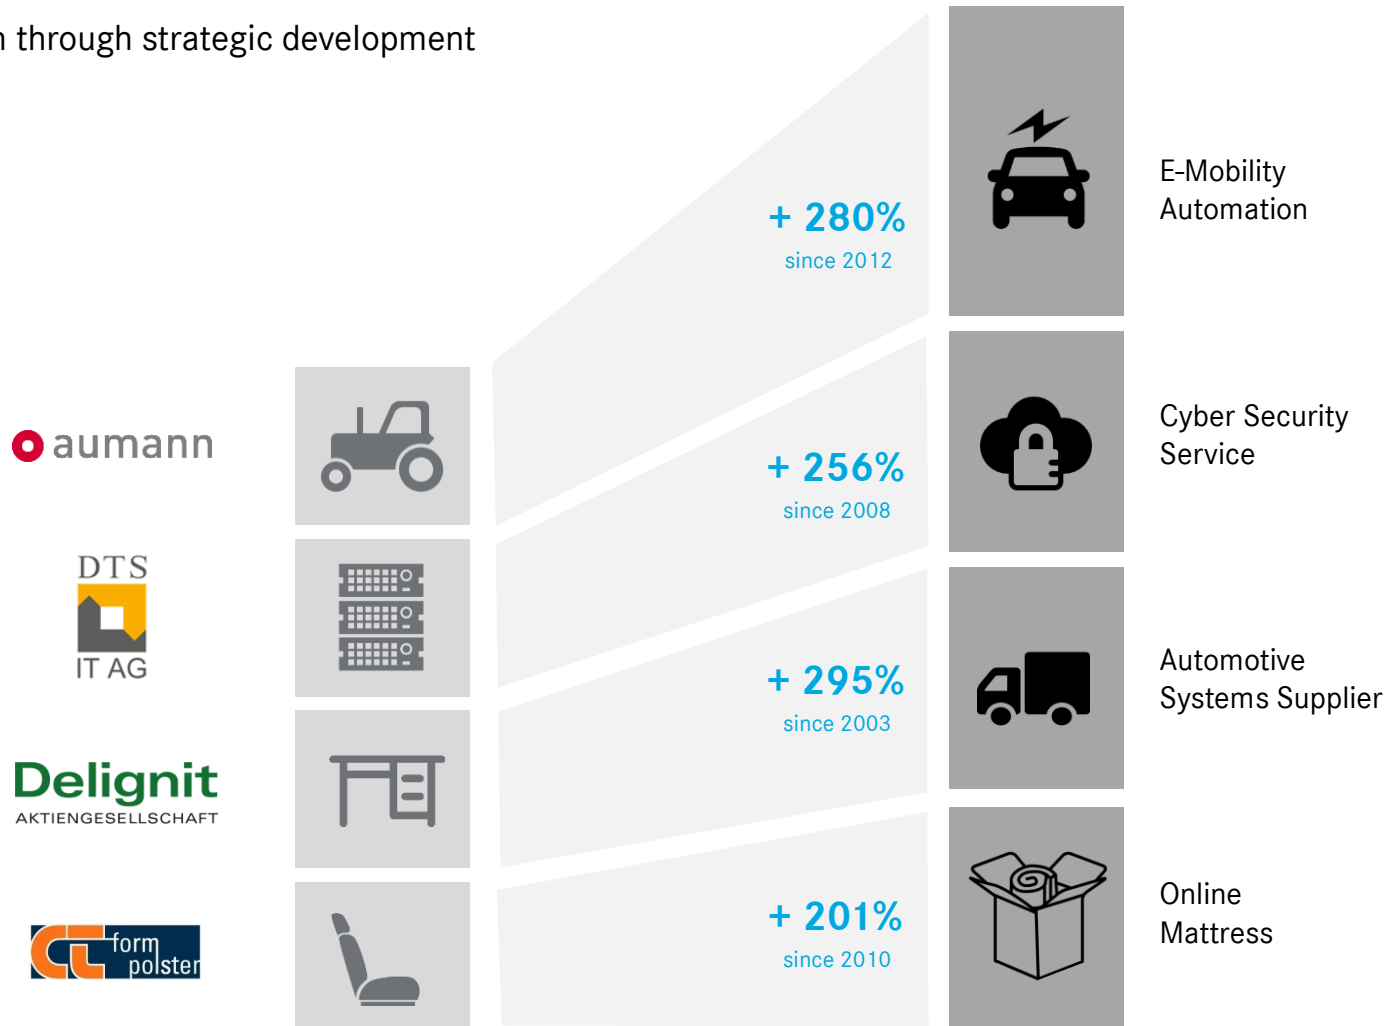 through strategic development
+ 280%
since 2012
E-Mobility
Automation
aumann
+ 256%
since 2008
Cyber Security
Service
DTS
IT AG
+ 295%
since 2003
Automotive
Systems Supplier
Delignit
AKTIENGESELLSCHAFT
+ 201%
since 2010
Online
Mattress
form
polster